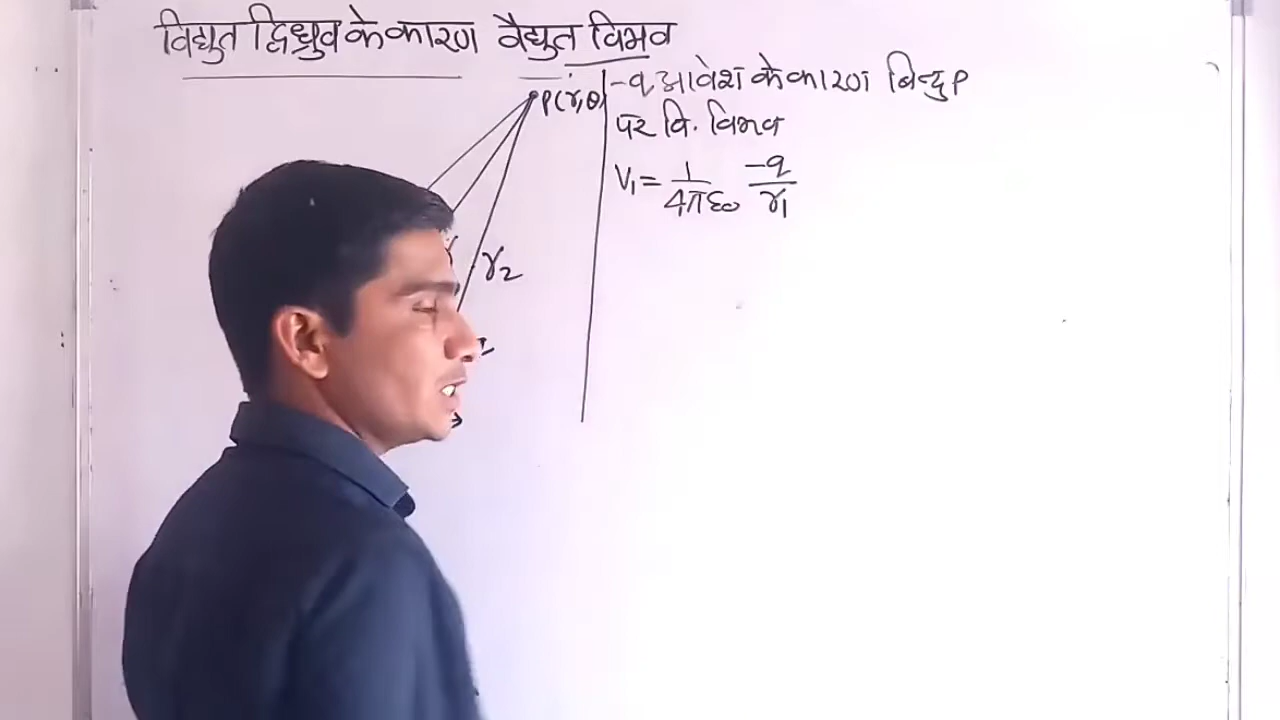 विद्युत द्विध्रुव के कारण वैद्युत विभव
P(r,θ)
r
r₂
-q आवेश के कारण बिन्दु P
पर वि. विभव
V₁ = 1/4πε₀ -q/r₁